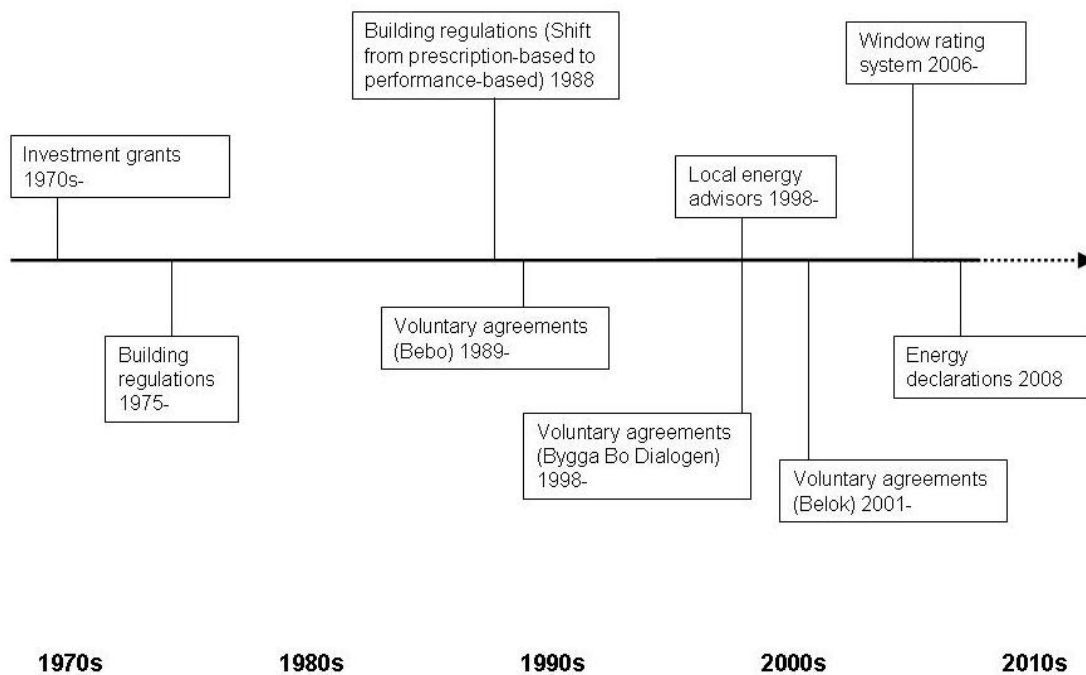 Building regulations (Shift
from prescription-based to
performance-based) 1988
Window rating
system 2006-
Investment grants
1970s-
Local energy
advisors 1998-
Voluntary agreements
(Bebo) 1989-
Building
regulations
1975-
Energy
declarations 2008
Voluntary agreements
(Bygga Bo Dialogen)
1998-
Voluntary agreements
(Belok) 2001-
1970s
1980s
1990s
2000s
2010s